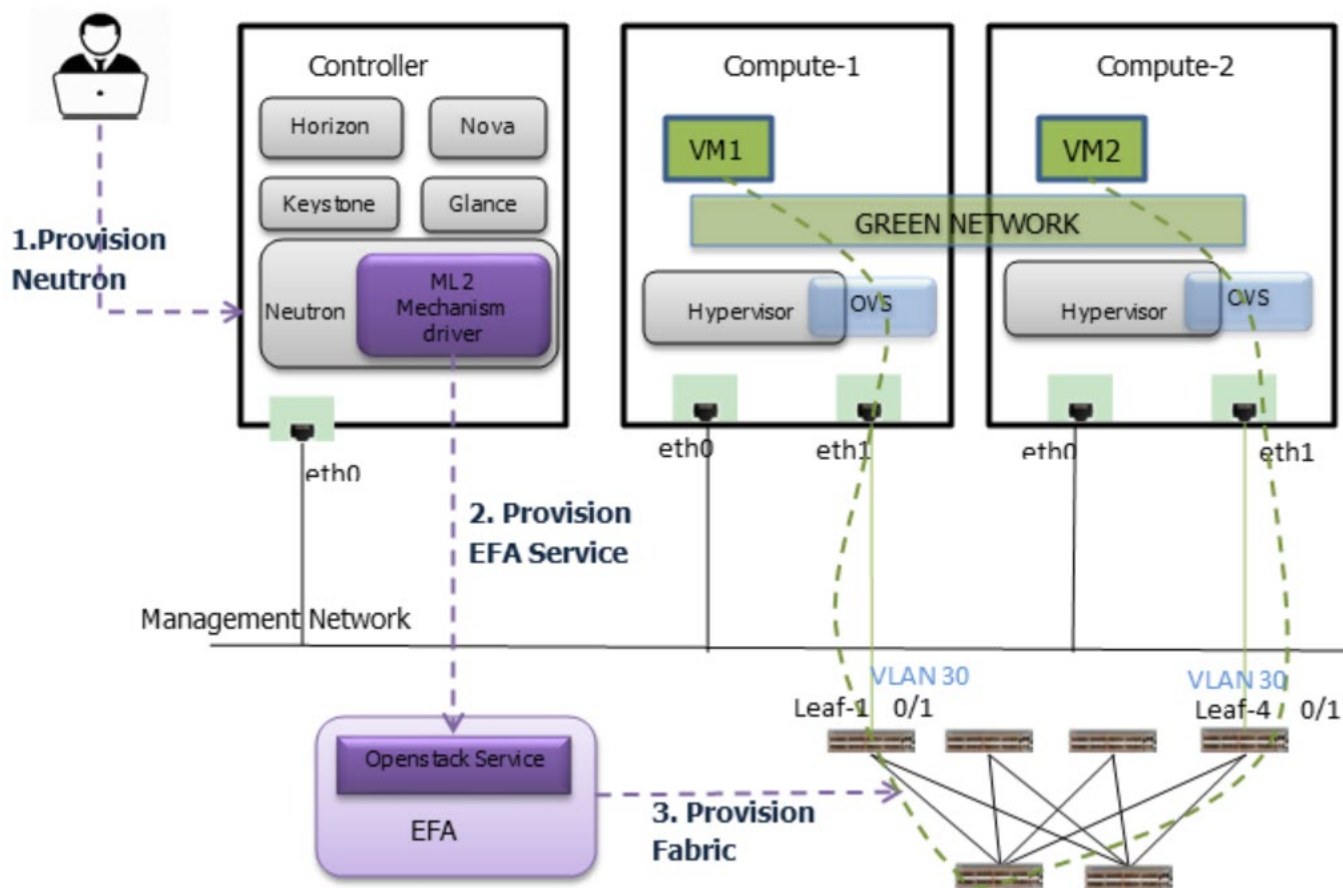 Controller
Compute-1
Compute-2
Horizon
Nova
VM1
VM2
Keystone
Glance
GREEN NETWORK
1.Provision
Neutron
ML2
Mechanism
driver
Neutron
Hypervisor
OVS
Hypervisor
OVS
eth0
eth0
eth1
eth0
eth1
2. Provision
EFA Service
Management Network
VLAN 30
VLAN 30
Leaf-1 0/1
Leaf-4 0/1
Openstack Service
EFA
3. Provision
Fabric